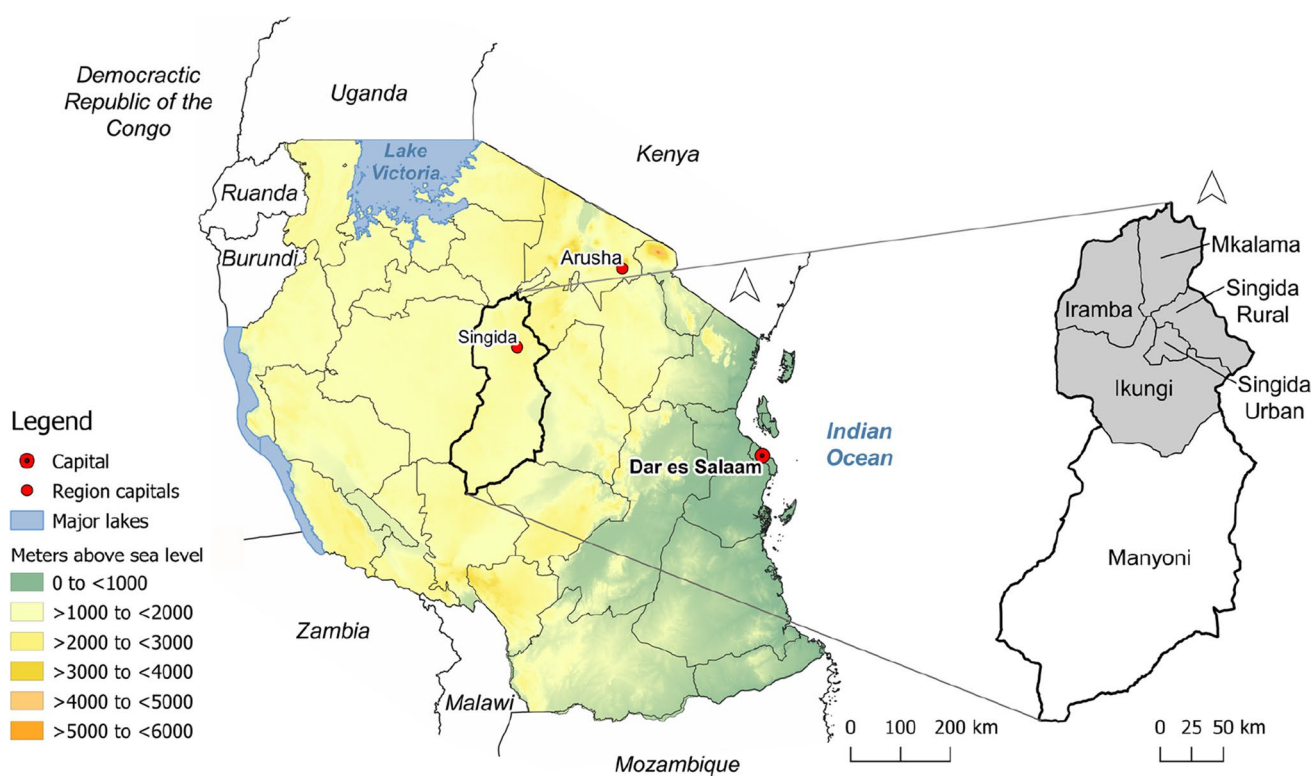 Democractic
Republic of the
Congo
Uganda
Kenya
Lake
Victoria
Ruanda
Burundi
Arusha
Singida
Dar es Salaam
Indian
Ocean
Zambia
Malawi
Mozambique
Legend
Capital
Region capitals
Major lakes
Meters above sea level
0 to <1000
>1000 to <2000
>2000 to <3000
>3000 to <4000
>4000 to <5000
>5000 to <6000
0 100 200 km
Mkalama
Singida
Rural
Iramba
Ikungi
Singida
Urban
Manyoni
0 25 50 km